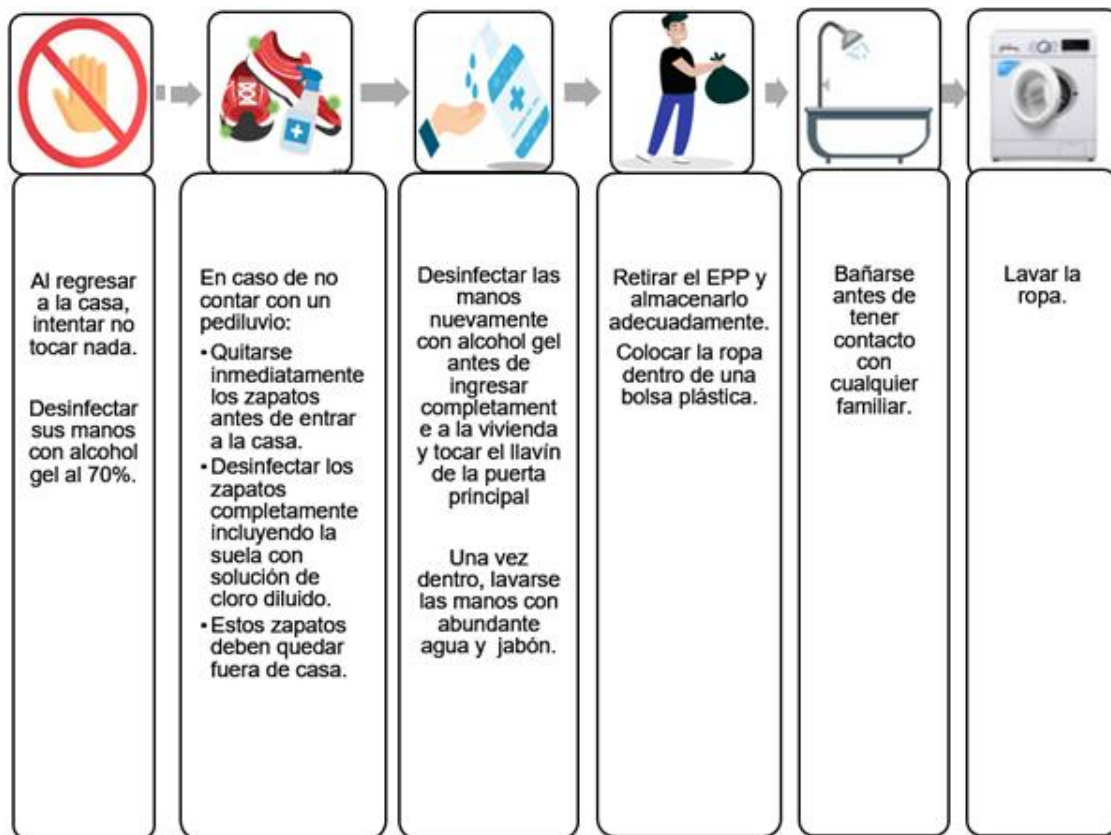 Al regresar
a la casa,
intentar no
tocar nada.
Desinfectar
sus manos
con alcohol
gel al 70%.
En caso de no
contar con un
pediluvio:
•Quitarse
inmediatamente
los zapatos
antes de entrar
a la casa.
•Desinfectar los
zapatos
completamente
incluyendo la
suela con
solución de
cloro diluido.
•Estos zapatos
deben quedar
fuera de casa.
Desinfectar las
manos
nuevamente
con alcohol gel
antes de
ingresar
completament
e a la vivienda
y tocar el llavín
de la puerta
principal
Una vez
dentro, lavarse
las manos con
abundante
agua y jabón.
Retirar el EPP y
almacenarlo
adecuadamente.
Colocar la ropa
dentro de una
bolsa plástica.
Bañarse
antes de
tener
contacto
con
cualquier
familiar.
Lavar la
ropa.